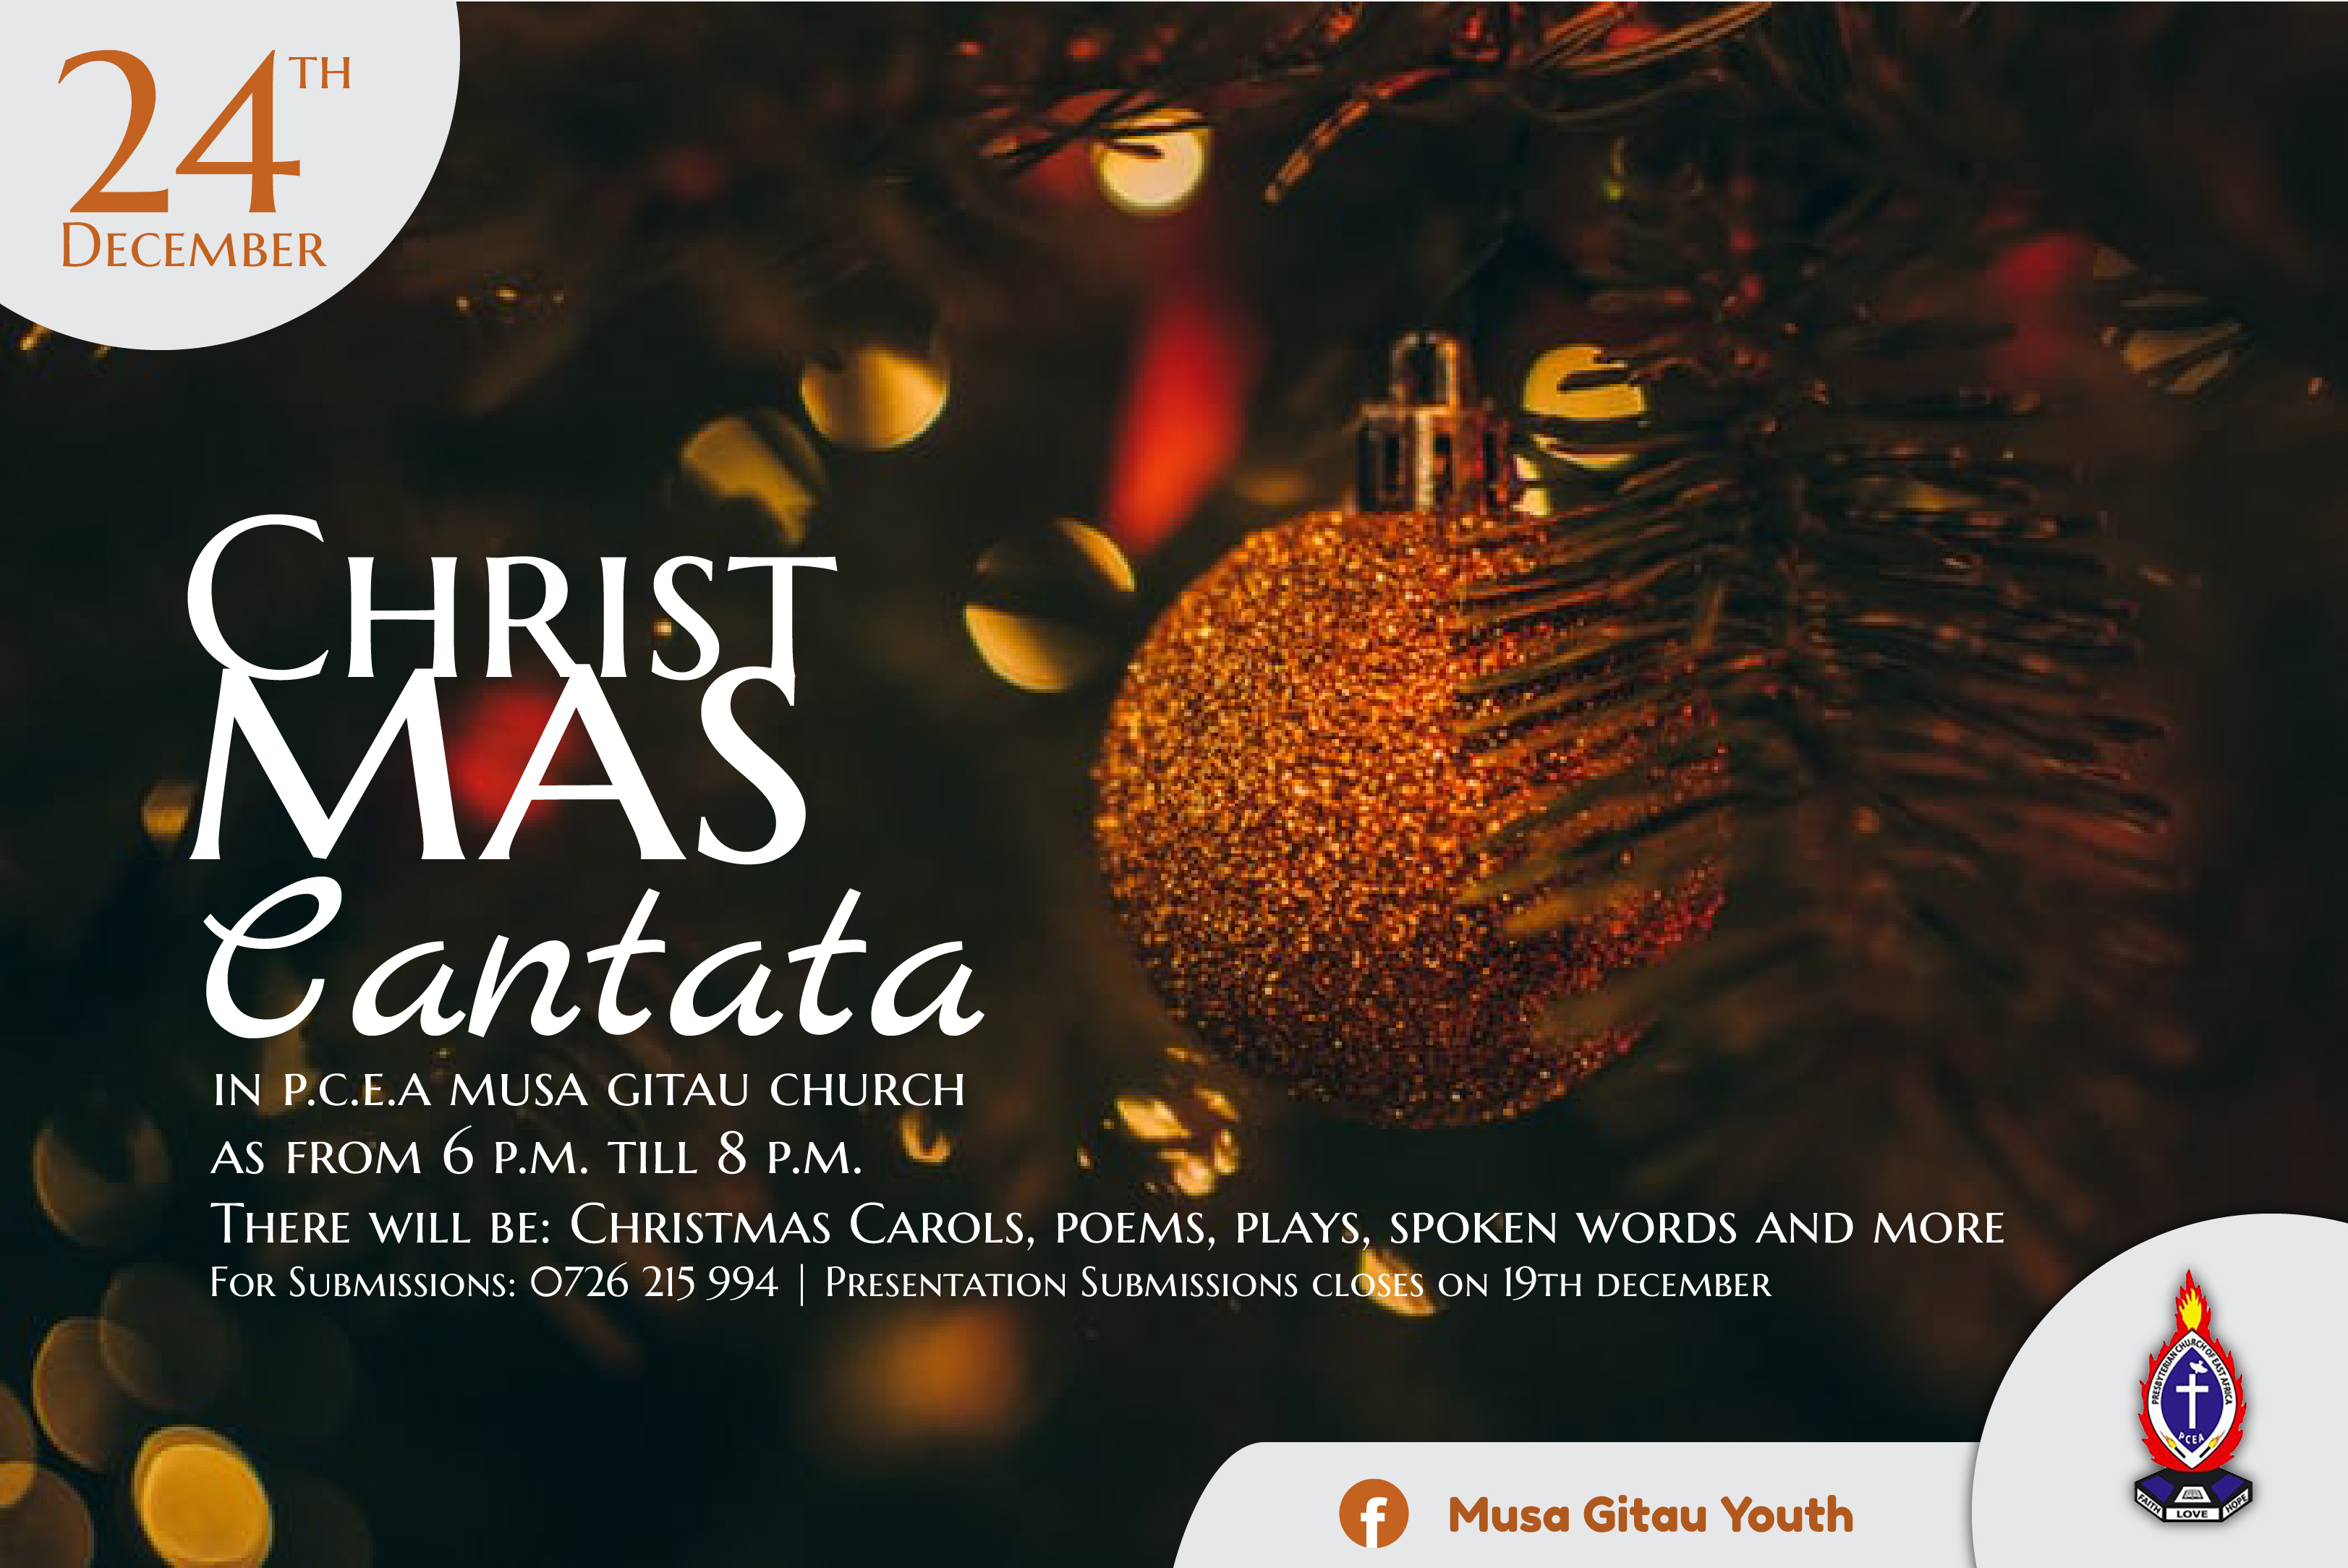 24TH
December
Christ
mas
Cantata
in p.c.e.a musa gitau church
as from 6 p.m. till 8 p.m.
There will be: Christmas Carols, poems, plays, spoken words and more
For Submissions: 0726 215 994 | Presentation Submissions closes on 19th december
PRESBYTERIAN CHURCH OF EAST AFRICA
PCEA
FAITH LOVE HOPE
f Musa Gitau Youth